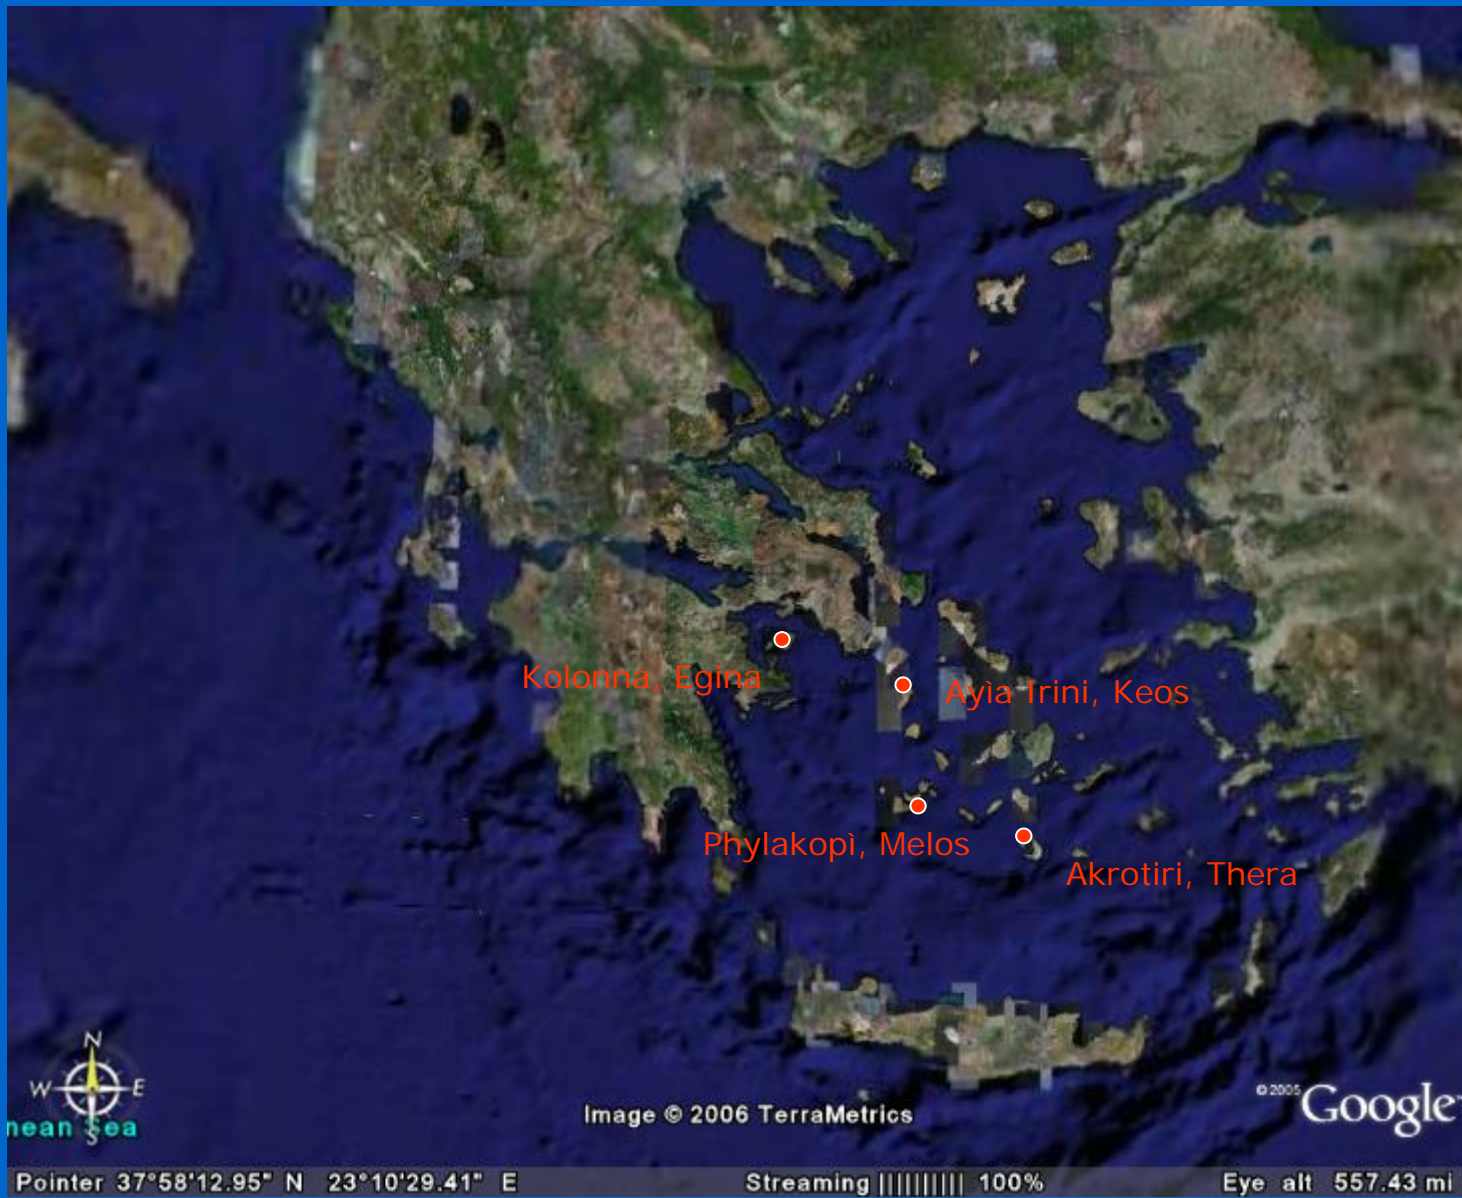 Kolonna, Egina
Ayìa Irini, Keos
Phylakopì, Melos
Akrotiri, Thera
N
W E
S
nean Sea
Image © 2006 TerraMetrics
© 2005 Google™
Pointer 37°58'12.95" N 23°10'29.41" E Streaming |||||||||| 100% Eye alt 557.43 mi